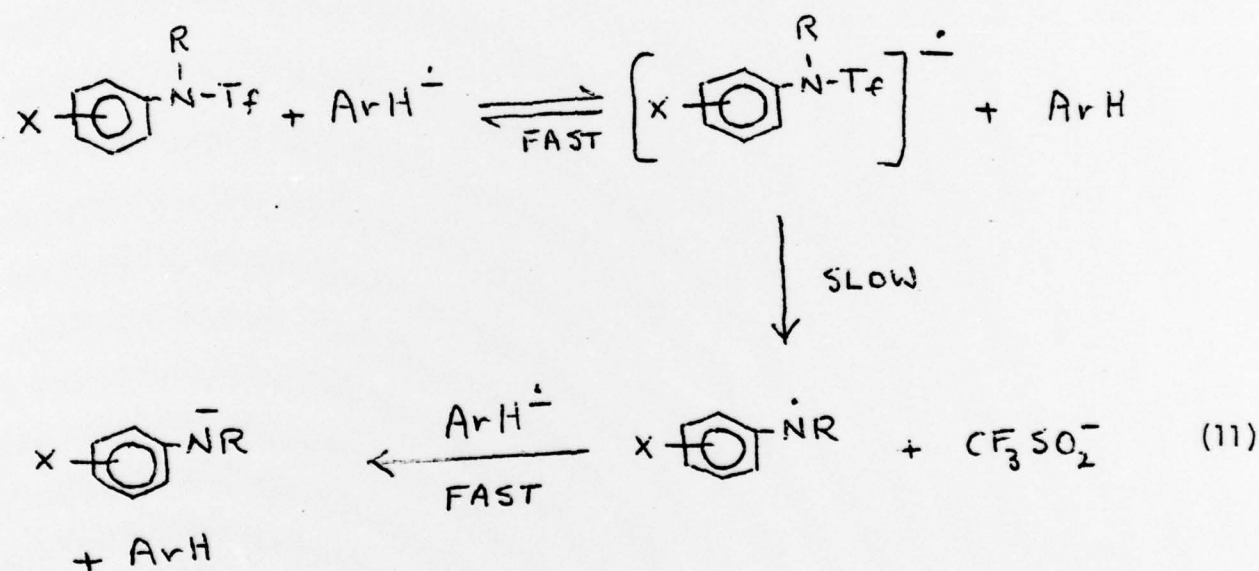 R R
X N-Tf + ArH∸ ⇌ [X N-Tf]∸ + ArH
FAST
SLOW
ArH∸
X N̄R ← X ṄR + CF₃SO₂⁻ (11)
FAST
+ ArH